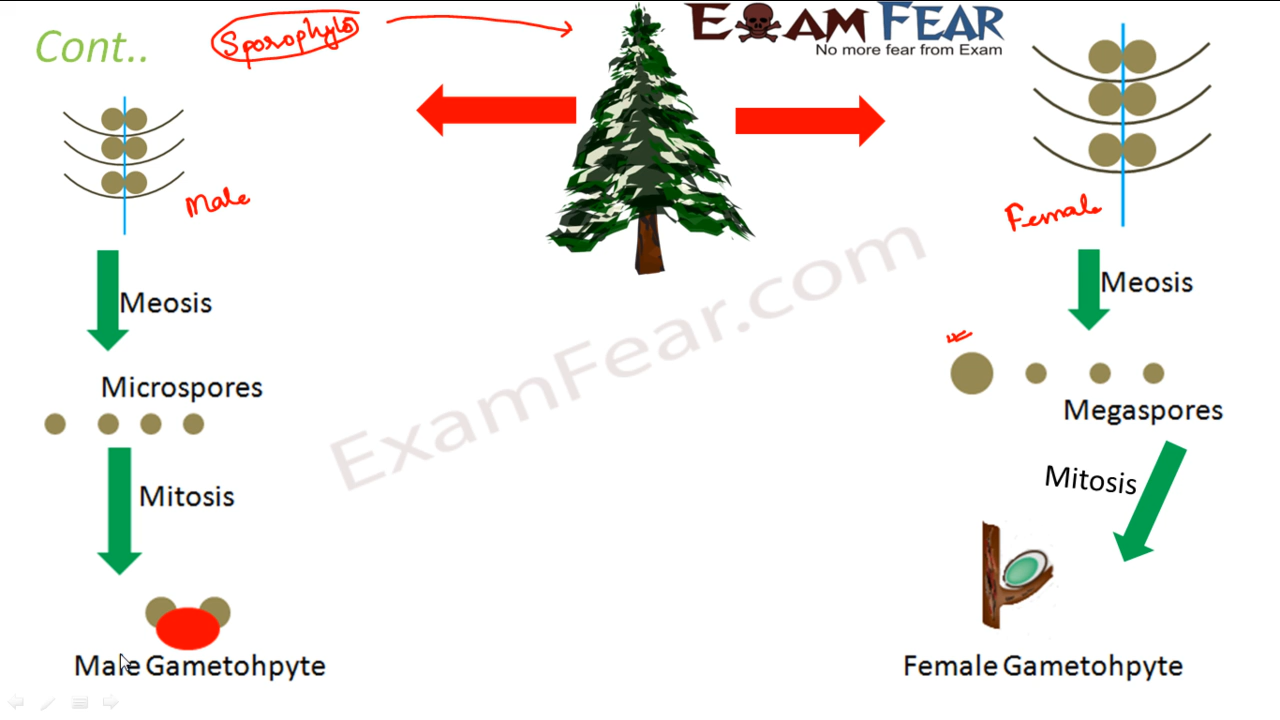 Cont..
Sporophyto
EXAM FEAR
No more fear from Exam
Male
Female
Meosis
Meosis
Microspores
Megaspores
Mitosis
Mitosis
Male Gametohpyte
Female Gametohpyte
ExamFear.com